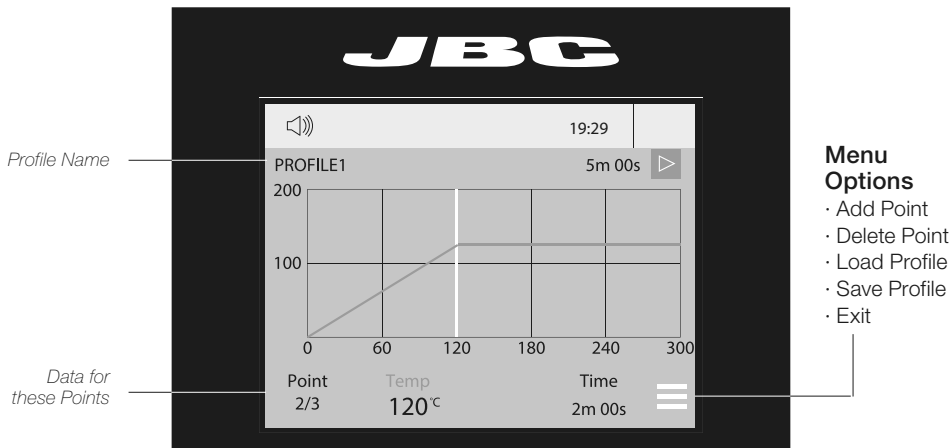 JBC
19:29
Profile Name
PROFILE1
5m 00s
200
100
0 60 120 180 240 300
Data for
these Points
Point
2/3
Temp
120°C
Time
2m 00s
Menu
Options
· Add Point
· Delete Point
· Load Profile
· Save Profile
· Exit